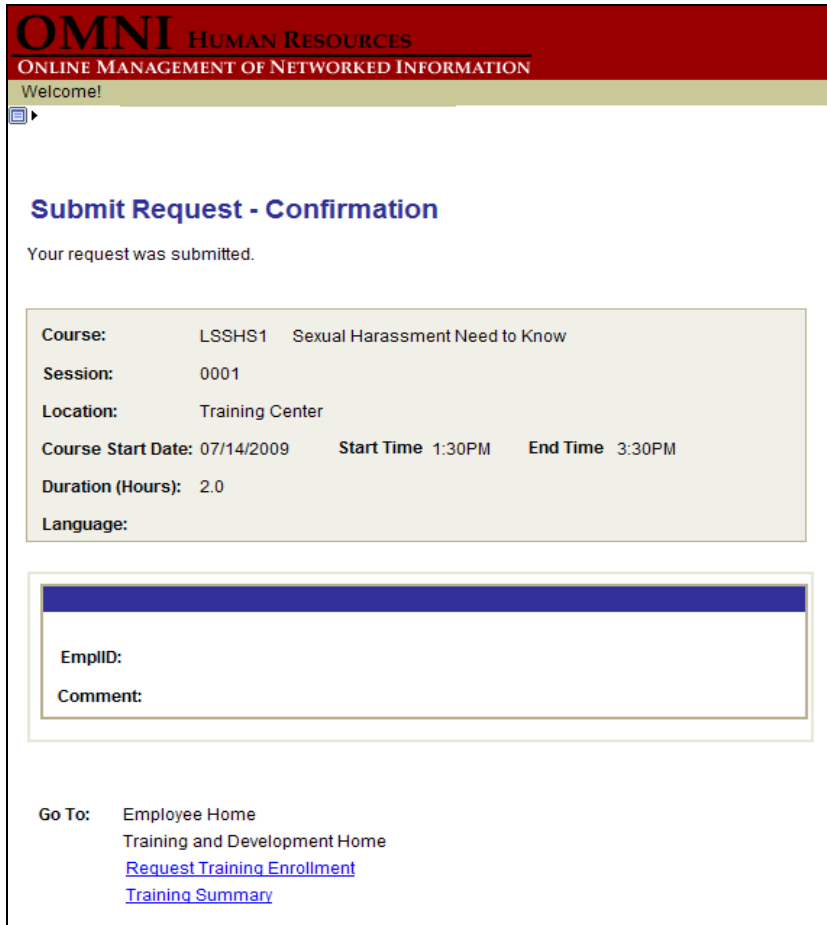 OMNI HUMAN RESOURCES
ONLINE MANAGEMENT OF NETWORKED INFORMATION
Welcome!
Submit Request - Confirmation
Your request was submitted.
Course: LSSHS1 Sexual Harassment Need to Know
Session: 0001
Location: Training Center
Course Start Date: 07/14/2009 Start Time 1:30PM End Time 3:30PM
Duration (Hours): 2.0
Language:
EmplID:
Comment:
Go To: Employee Home
Training and Development Home
Request Training Enrollment
Training Summary